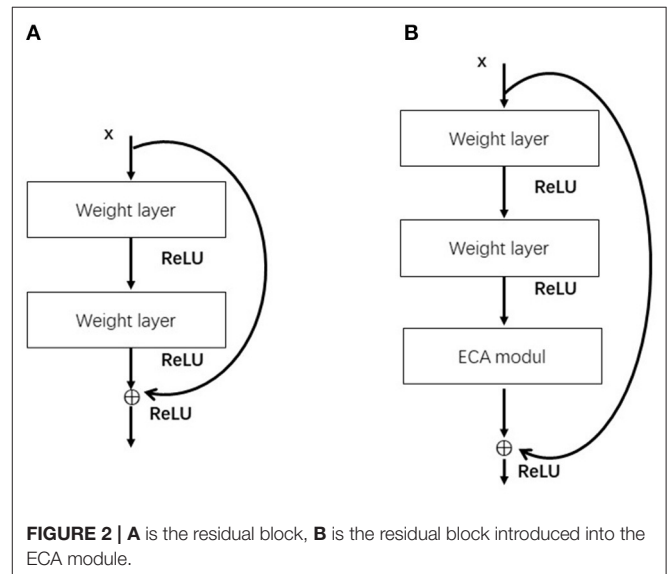 A
x
Weight layer
ReLU
Weight layer
ReLU
⊕
ReLU
B
x
Weight layer
ReLU
Weight layer
ReLU
ECA modul
⊕
ReLU
FIGURE 2 | A is the residual block, B is the residual block introduced into the
ECA module.